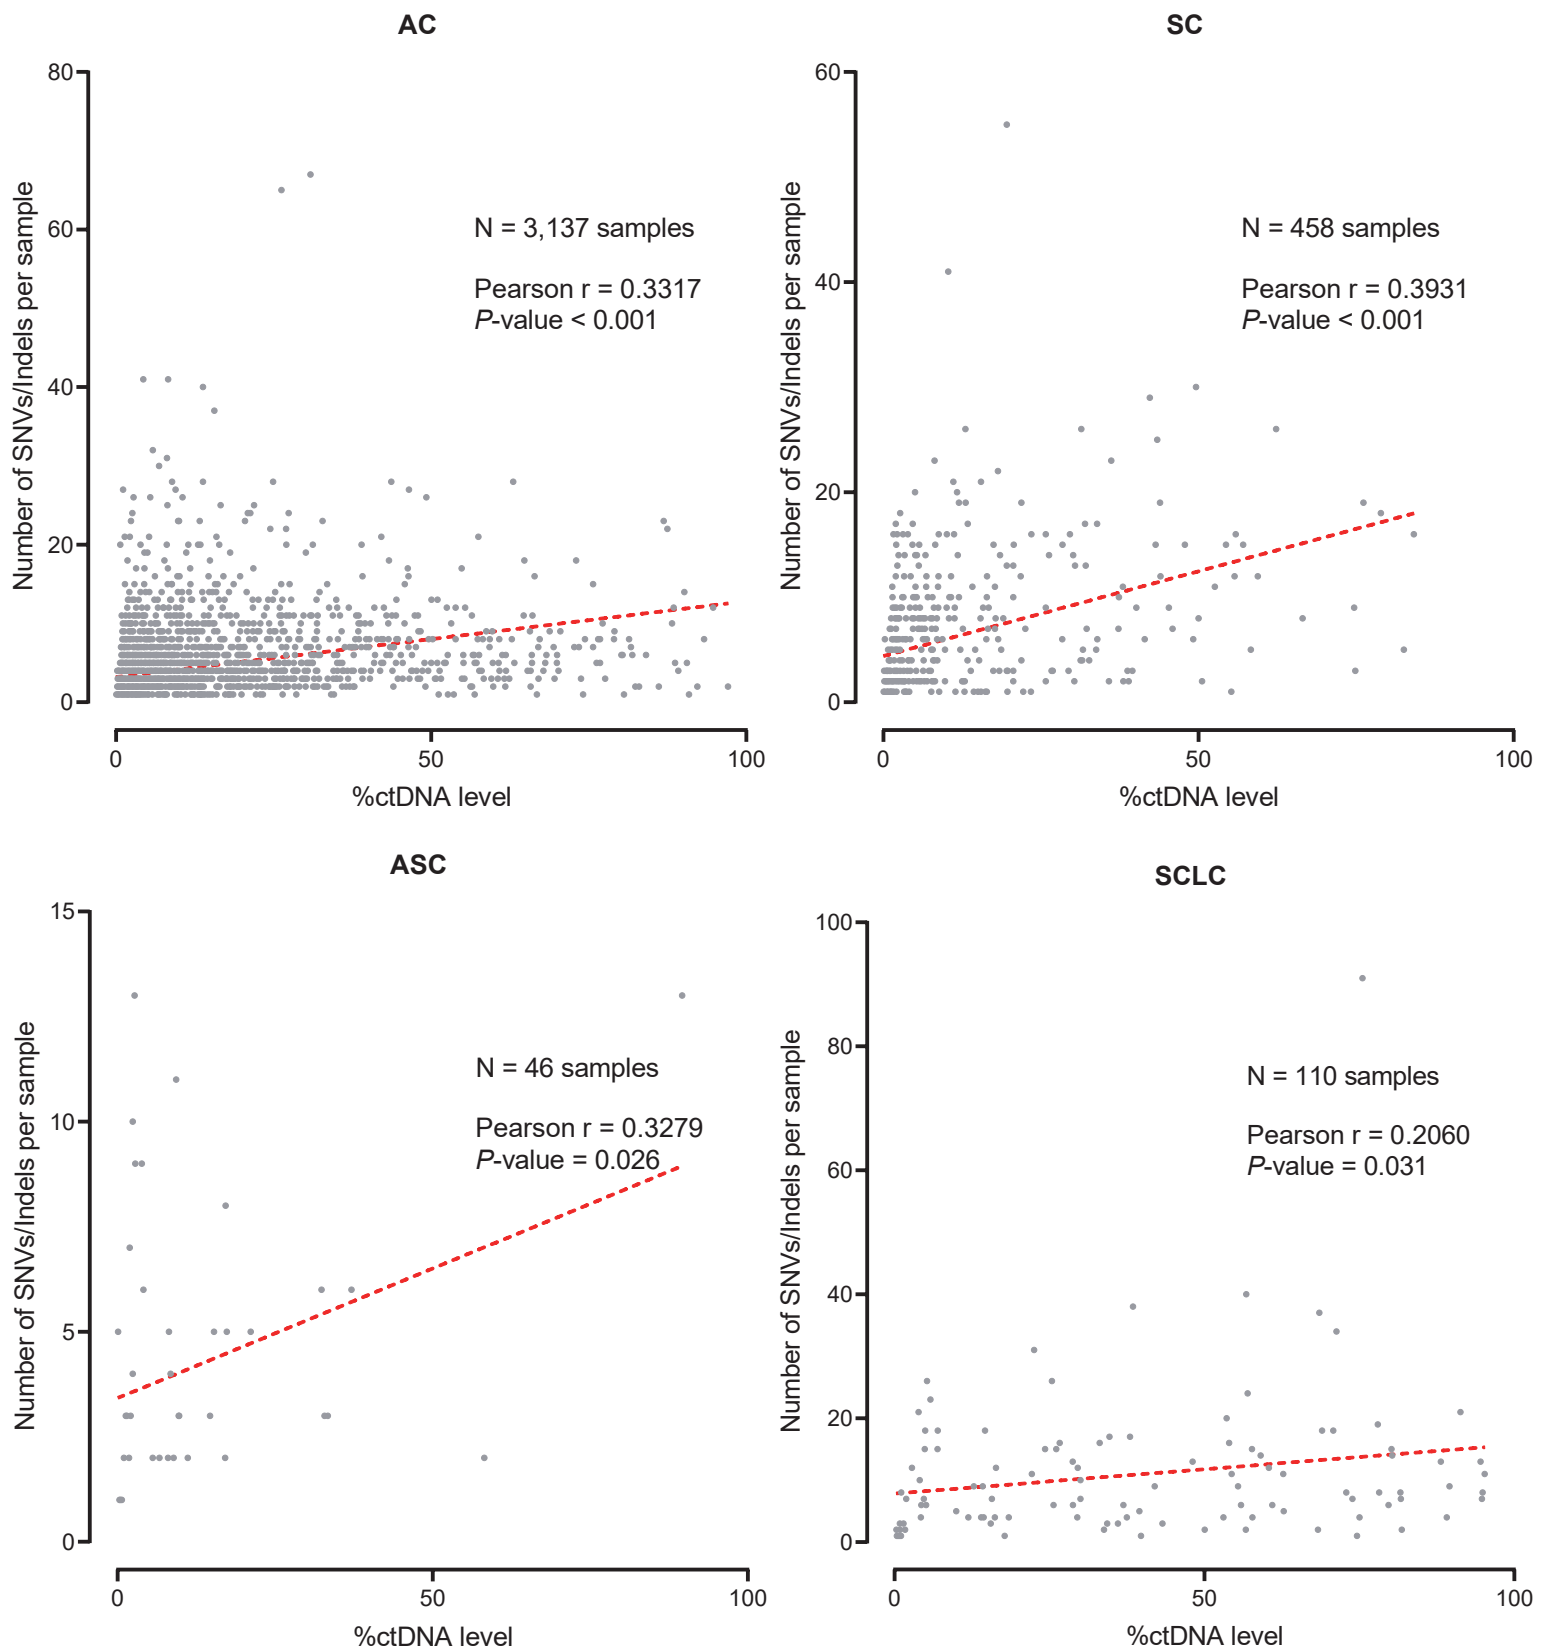 AC
80
60
40
20
0
Number of SNVs/Indels per sample
N = 3,137 samples
Pearson r = 0.3317
P-value < 0.001
0
50
100
%ctDNA level
SC
60
40
20
0
Number of SNVs/Indels per sample
N = 458 samples
Pearson r = 0.3931
P-value < 0.001
0
50
100
%ctDNA level
ASC
15
10
5
0
Number of SNVs/Indels per sample
N = 46 samples
Pearson r = 0.3279
P-value = 0.026
0
50
100
%ctDNA level
SCLC
100
80
60
40
20
0
Number of SNVs/Indels per sample
N = 110 samples
Pearson r = 0.2060
P-value = 0.031
0
50
100
%ctDNA level